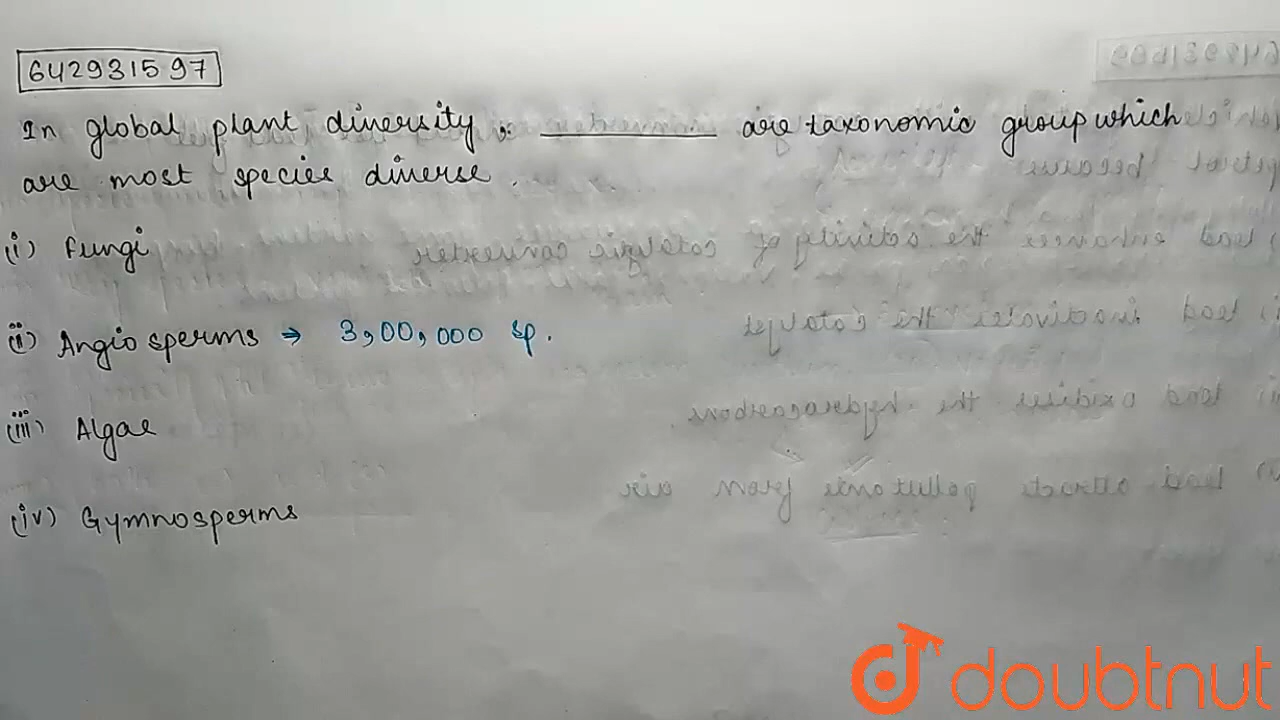 6429315 97
In global plant diversity, ________ are taxonomic group which
are most species diverse.
(i) Fungi
(ii) Angiosperms → 3,00,000 sp.
(iii) Algae
(iv) Gymnosperms
doubtnut